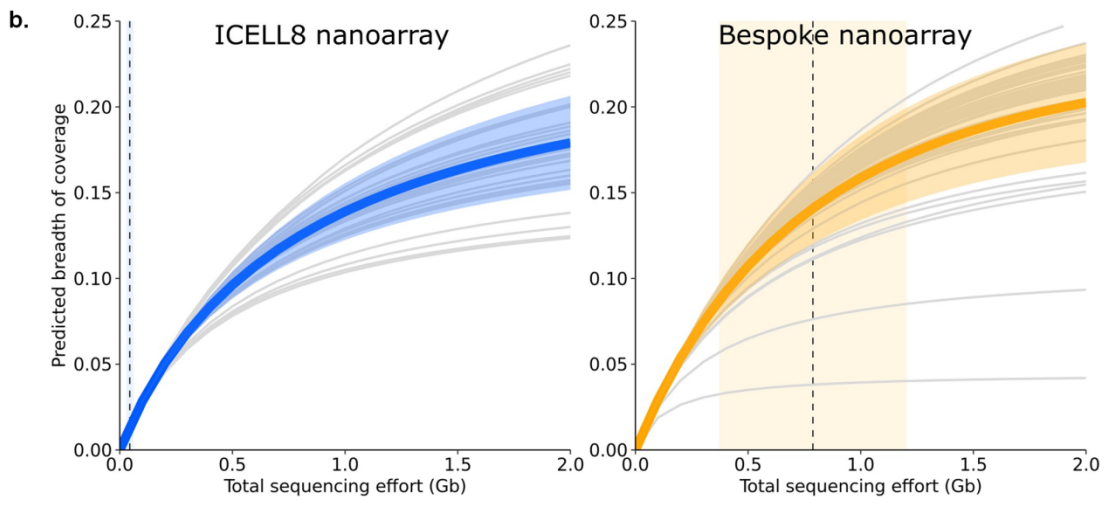 b.
ICELL8 nanoarray
Predicted breadth of coverage
0.25
0.20
0.15
0.10
0.05
0.00
0.0 0.5 1.0 1.5 2.0
Total sequencing effort (Gb)
Bespoke nanoarray
0.25
0.20
0.15
0.10
0.05
0.00
0.0 0.5 1.0 1.5 2.0
Total sequencing effort (Gb)